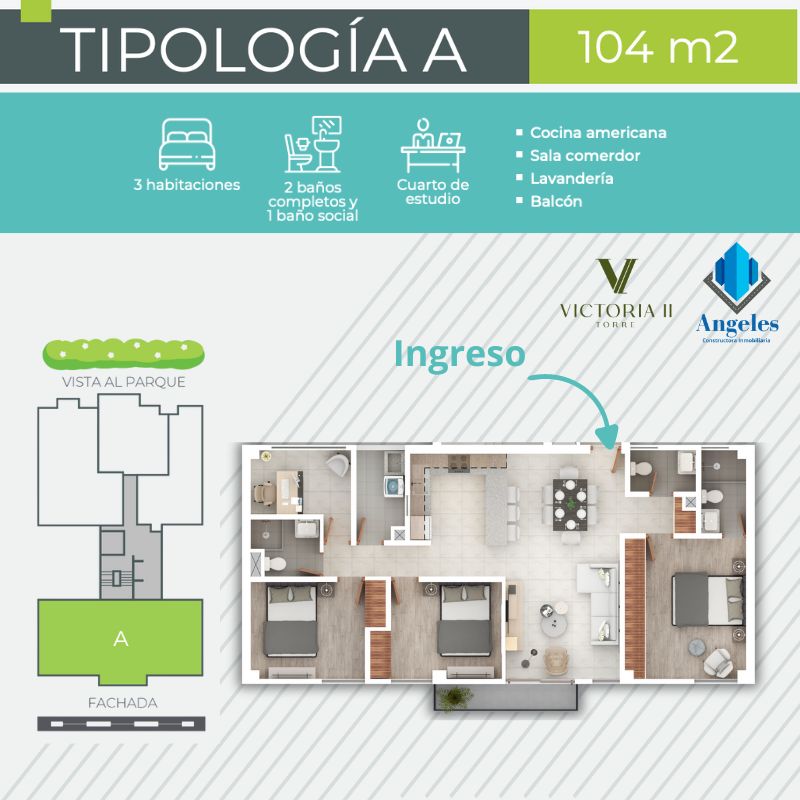 TIPOLOGÍA A
104 m2
3 habitaciones
2 baños
completos y
1 baño social
Cuarto de
estudio
Cocina americana
Sala comerdor
Lavandería
Balcón
VICTORIA II
TORRE
Angeles
Constructora Inmobiliaria
Ingreso
VISTA AL PARQUE
A
FACHADA